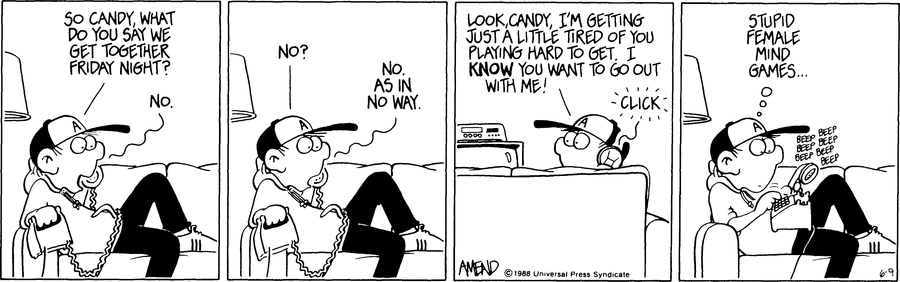 SO CANDY, WHAT
DO YOU SAY WE
GET TOGETHER
FRIDAY NIGHT?
NO.
A
NO?
NO.
AS IN
NO WAY.
A
LOOK, CANDY, I'M GETTING
JUST A LITTLE TIRED OF YOU
PLAYING HARD TO GET. I
KNOW YOU WANT TO GO OUT
WITH ME!
CLICK
A
AMEND
©1988 Universal Press Syndicate
STUPID
FEMALE
MIND
GAMES...
A
BEEP BEEP
BEEP BEEP
BEEP BEEP
BEEP
6-9